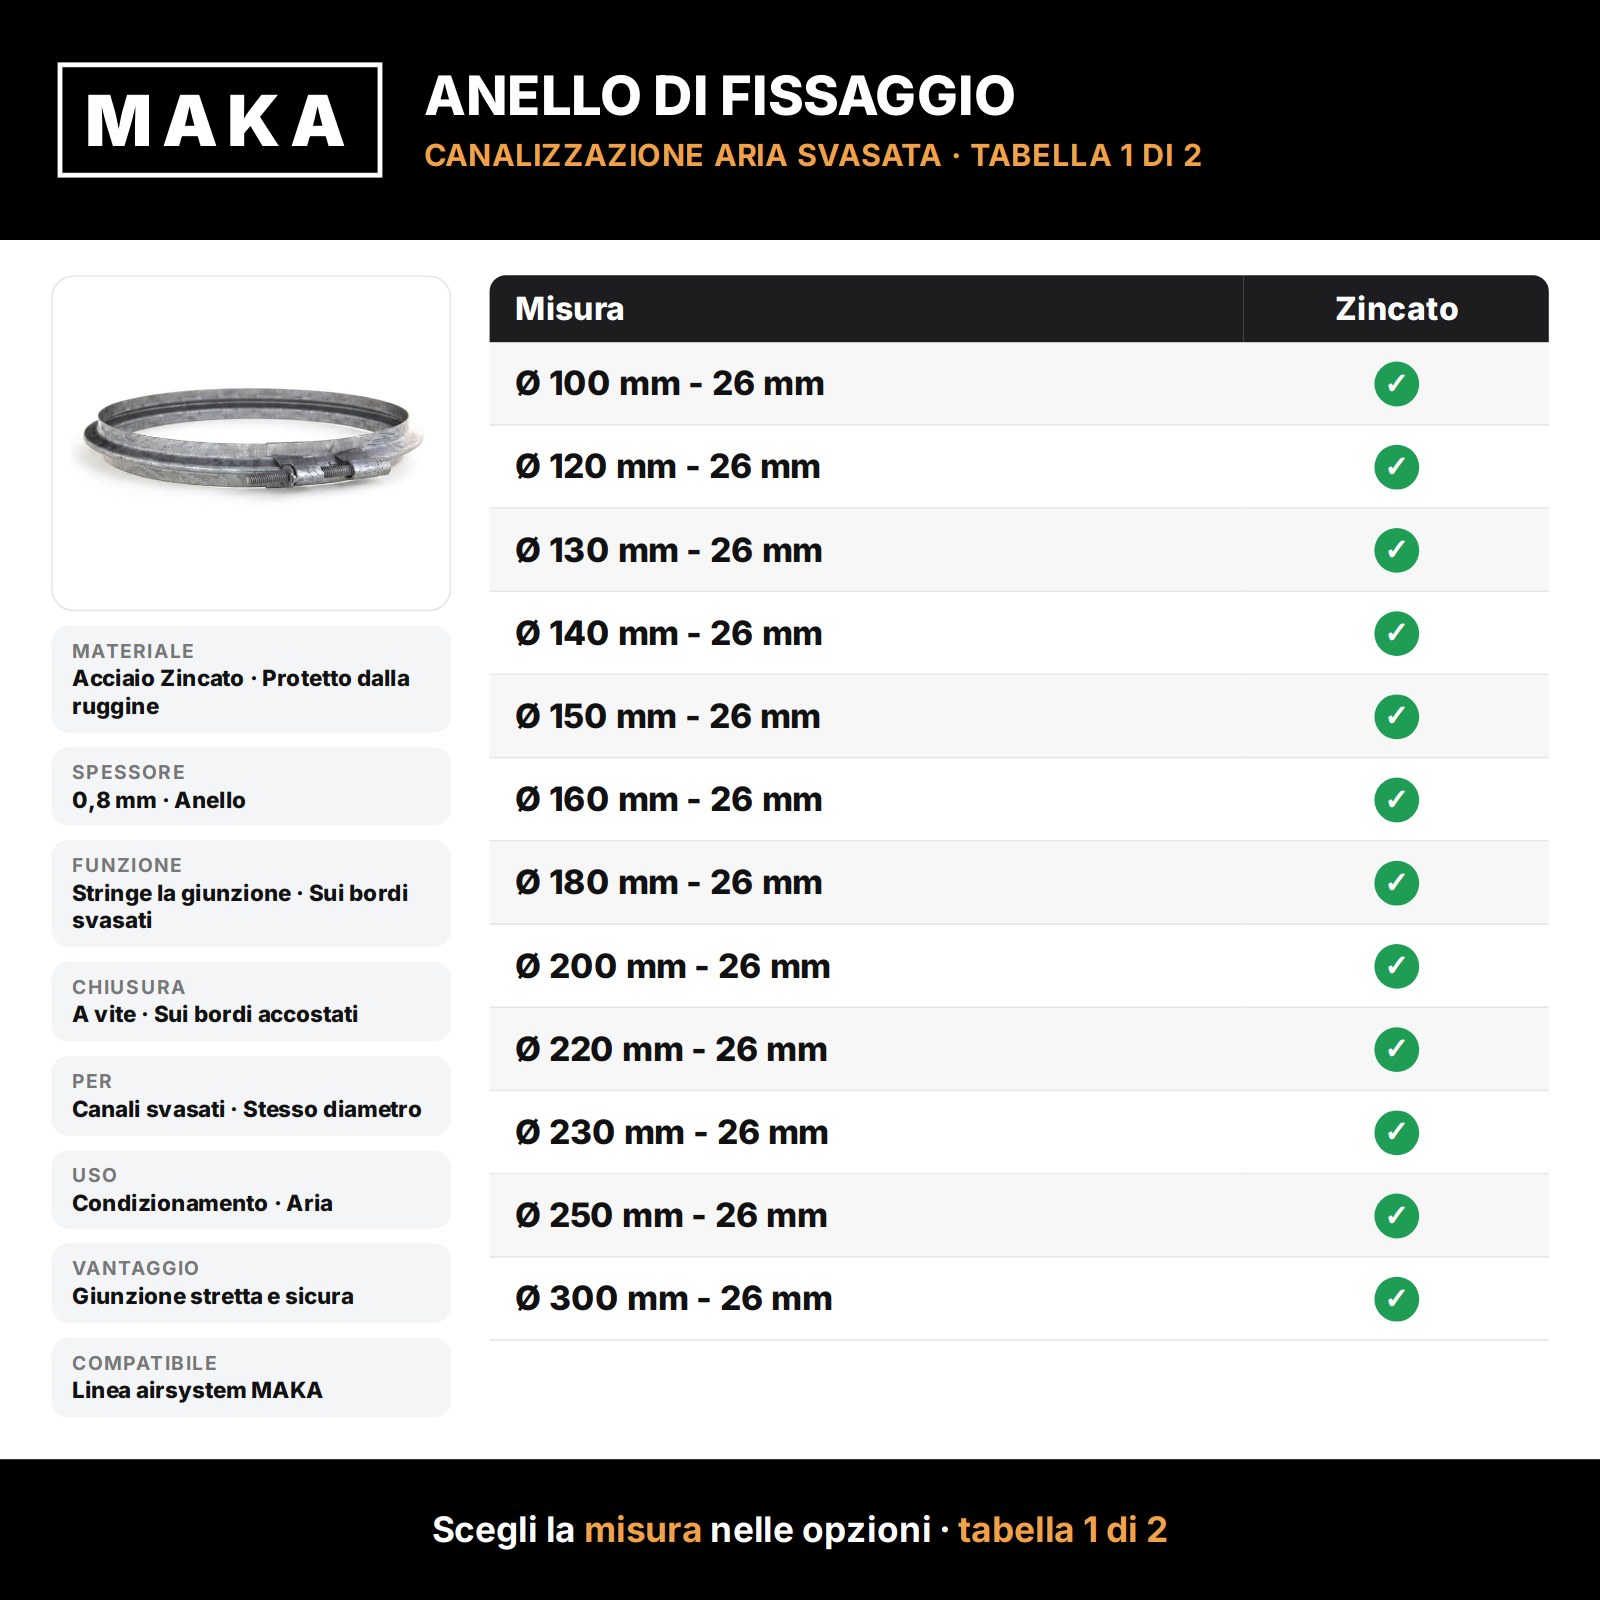 MAKA
ANELLO DI FISSAGGIO
CANALIZZAZIONE ARIA SVASATA · TABELLA 1 DI 2
MATERIALE
Acciaio Zincato · Protetto dalla
ruggine
SPESSORE
0,8 mm · Anello
FUNZIONE
Stringe la giunzione · Sui bordi
svasati
CHIUSURA
A vite · Sui bordi accostati
PER
Canali svasati · Stesso diametro
USO
Condizionamento · Aria
VANTAGGIO
Giunzione stretta e sicura
COMPATIBILE
Linea airsystem MAKA
Misura Zincato
Ø 100 mm - 26 mm ✓
Ø 120 mm - 26 mm ✓
Ø 130 mm - 26 mm ✓
Ø 140 mm - 26 mm ✓
Ø 150 mm - 26 mm ✓
Ø 160 mm - 26 mm ✓
Ø 180 mm - 26 mm ✓
Ø 200 mm - 26 mm ✓
Ø 220 mm - 26 mm ✓
Ø 230 mm - 26 mm ✓
Ø 250 mm - 26 mm ✓
Ø 300 mm - 26 mm ✓
Scegli la misura nelle opzioni · tabella 1 di 2